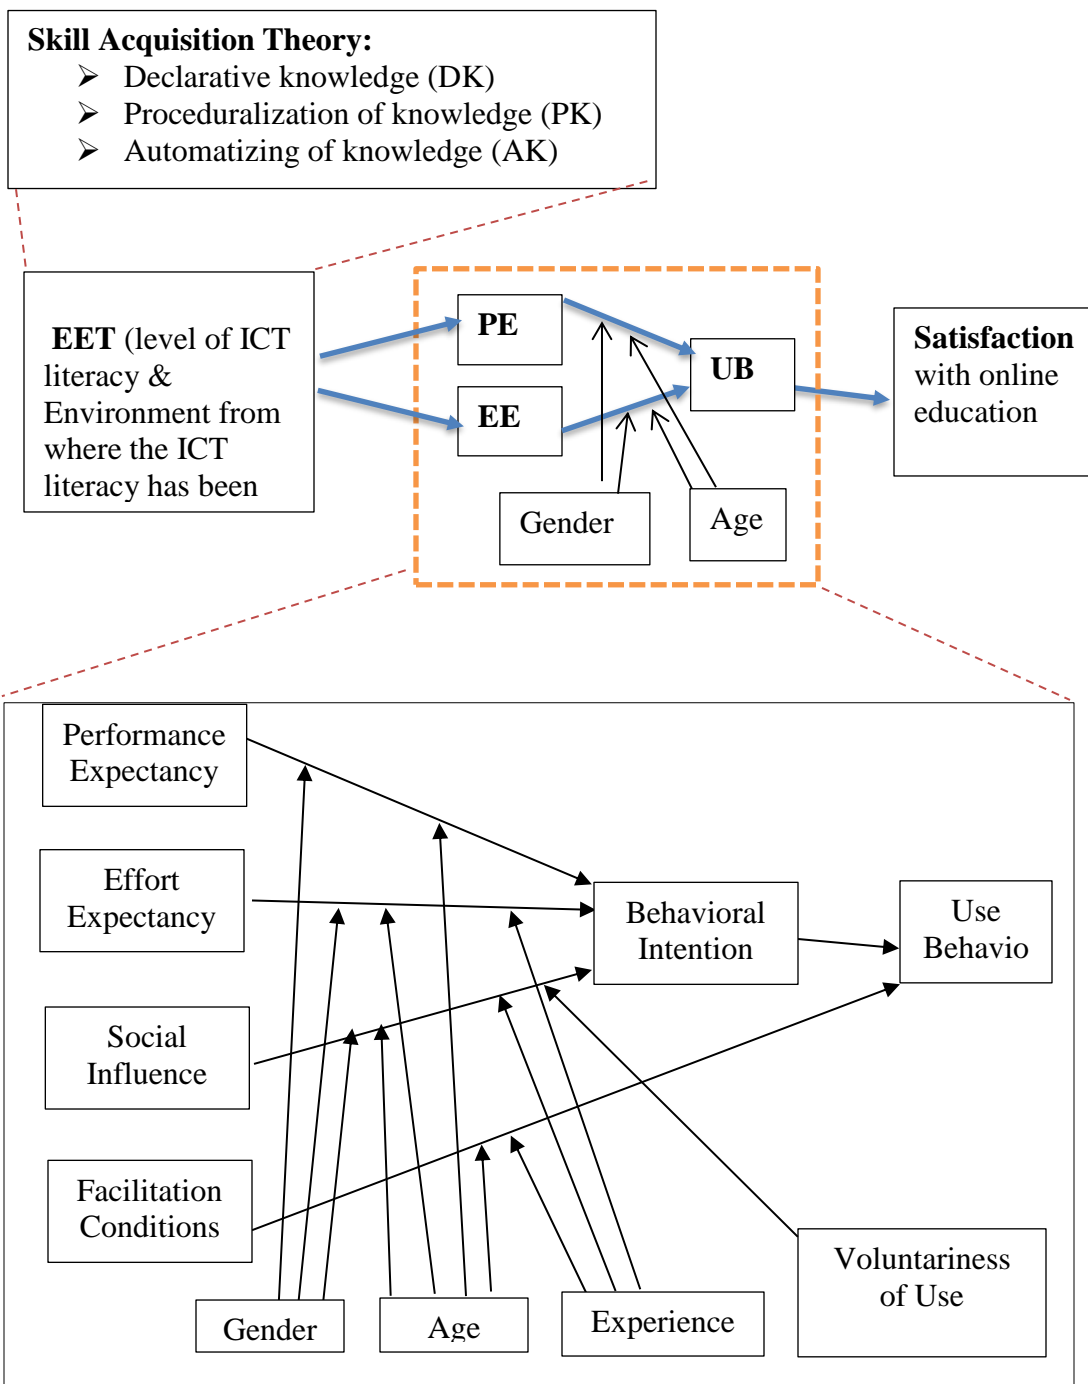 Skill Acquisition Theory:
➢ Declarative knowledge (DK)
➢ Proceduralization of knowledge (PK)
➢ Automatizing of knowledge (AK)
EET (level of ICT
literacy &
Environment from
where the ICT
literacy has been
PE
EE
UB
Gender
Age
Satisfaction
with online
education
Performance
Expectancy
Effort
Expectancy
Social
Influence
Facilitation
Conditions
Behavioral
Intention
Use
Behavio
Gender
Age
Experience
Voluntariness
of Use